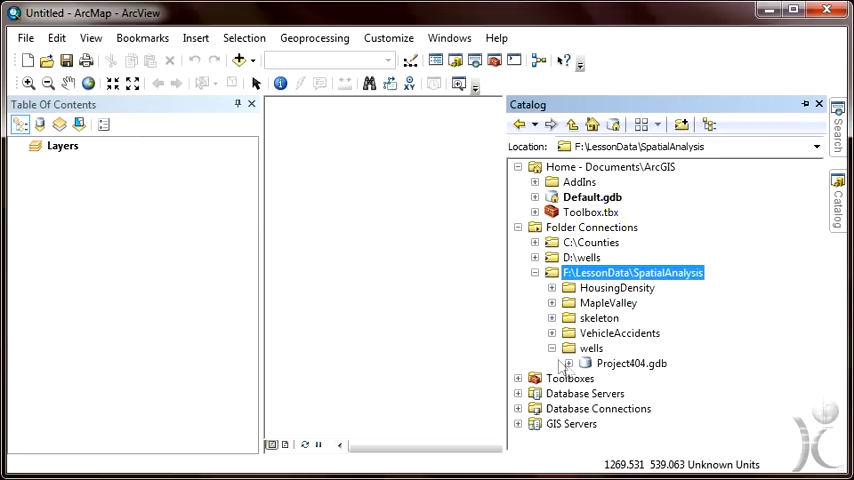 Untitled - ArcMap - ArcView
File Edit View Bookmarks Insert Selection Geoprocessing Customize Windows Help
Table Of Contents
Layers
Catalog
Location: F:\LessonData\SpatialAnalysis
Home - Documents\ArcGIS
AddIns
Default.gdb
Toolbox.tbx
Folder Connections
C:\Counties
D:\wells
F:\LessonData\SpatialAnalysis
HousingDensity
MapleValley
skeleton
VehicleAccidents
wells
Project404.gdb
Toolboxes
Database Servers
Database Connections
GIS Servers
Search
Catalog
1269.531 539.063 Unknown Units